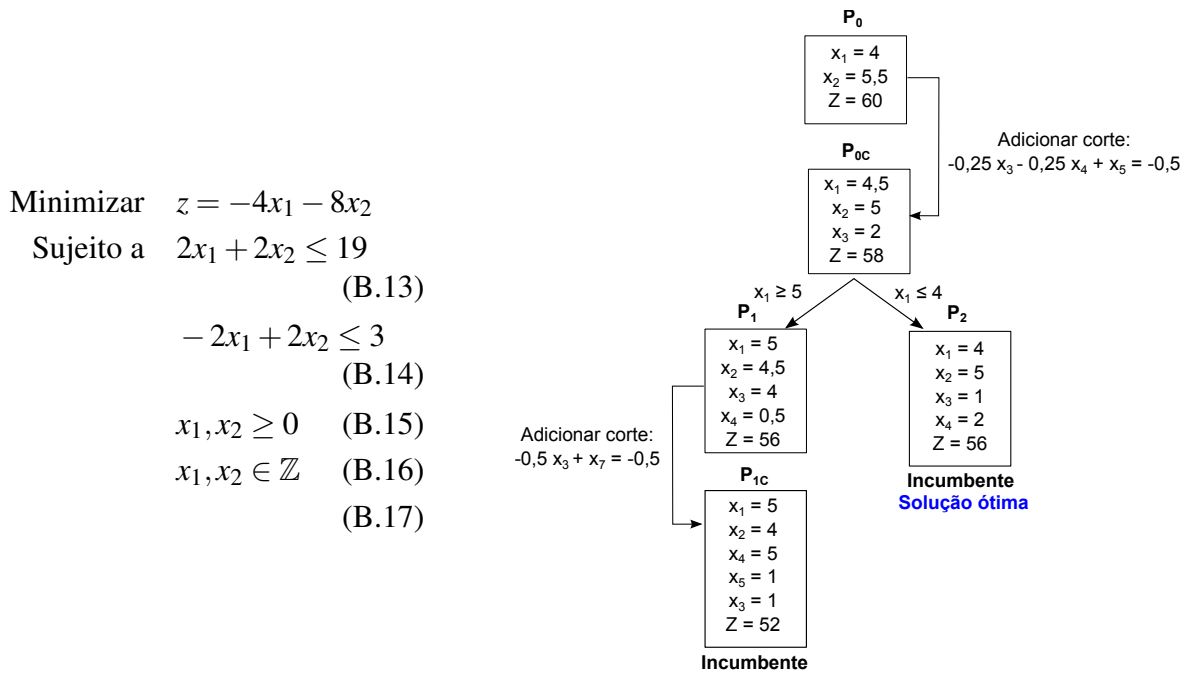 Minimizar z = −4x₁ − 8x₂
Sujeito a 2x₁ + 2x₂ ≤ 19
(B.13)
− 2x₁ + 2x₂ ≤ 3
(B.14)
x₁, x₂ ≥ 0 (B.15)
x₁, x₂ ∈ ℤ (B.16)
(B.17)
P₀
x₁ = 4
x₂ = 5,5
Z = 60
Adicionar corte:
-0,25 x₃ - 0,25 x₄ + x₅ = -0,5
P₀C
x₁ = 4,5
x₂ = 5
x₃ = 2
Z = 58
x₁ ≥ 5
x₁ ≤ 4
P₁
x₁ = 5
x₂ = 4,5
x₃ = 4
x₄ = 0,5
Z = 56
P₂
x₁ = 4
x₂ = 5
x₃ = 1
x₄ = 2
Z = 56
Incumbente
Solução ótima
Adicionar corte:
-0,5 x₃ + x₇ = -0,5
P₁C
x₁ = 5
x₂ = 4
x₄ = 5
x₅ = 1
x₃ = 1
Z = 52
Incumbente